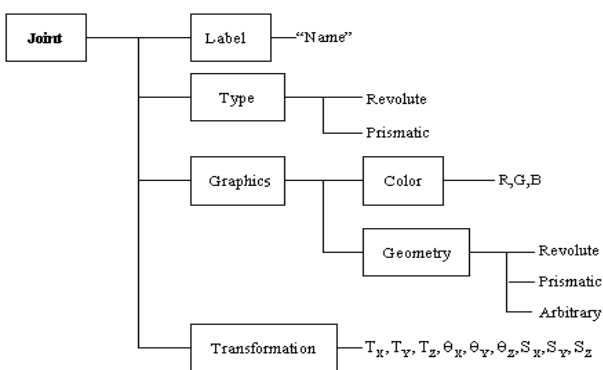 Joint
Label
“Name”
Type
Revolute
Prismatic
Graphics
Color
R,G,B
Geometry
Revolute
Prismatic
Arbitrary
Transformation
T_X, T_Y, T_Z, θ_X, θ_Y, θ_Z, S_X, S_Y, S_Z